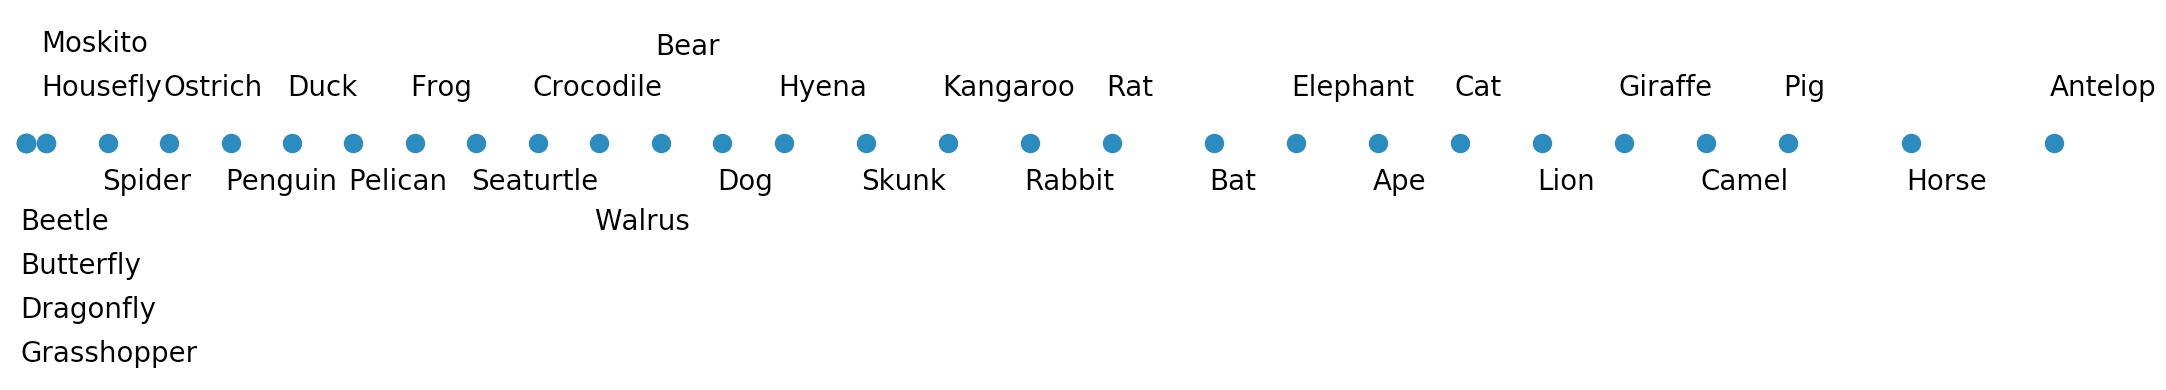 Moskito
Bear
Housefly Ostrich Duck Frog Crocodile Hyena Kangaroo Rat Elephant Cat Giraffe Pig Antelop
Spider Penguin Pelican Seaturtle Dog Skunk Rabbit Bat Ape Lion Camel Horse
Beetle Walrus
Butterfly
Dragonfly
Grasshopper